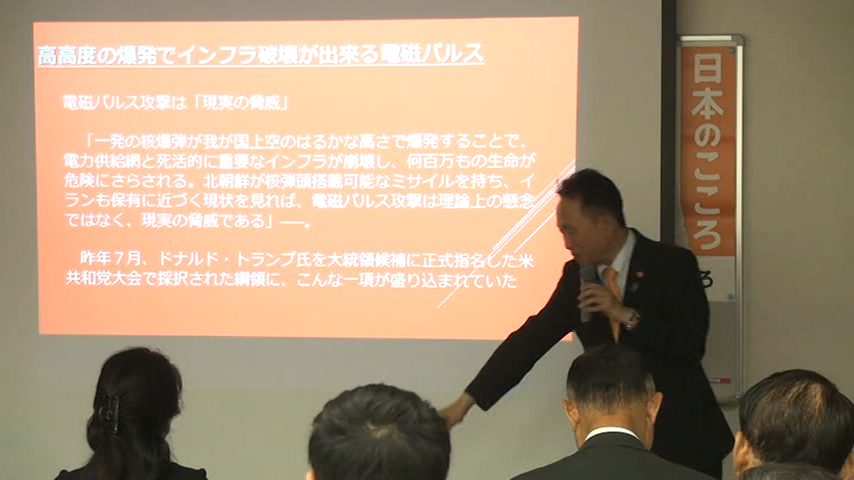 高高度の爆発でインフラ破壊が出来る電磁パルス
電磁パルス攻撃は「現実の脅威」
「一発の核爆弾が我が国上空のはるかな高さで爆発することで、
電力供給網と死活的に重要なインフラが崩壊し、何百万もの生命が
危険にさらされる。北朝鮮が核弾頭搭載可能なミサイルを持ち、イ
ランも保有に近づく現状を見れば、電磁パルス攻撃は理論上の懸念
ではなく、現実の脅威である」──。
昨年７月、ドナルド・トランプ氏を大統領候補に正式指名した米
共和党大会で採択された綱領に、こんな一項が盛り込まれていた
日本のこころ
る